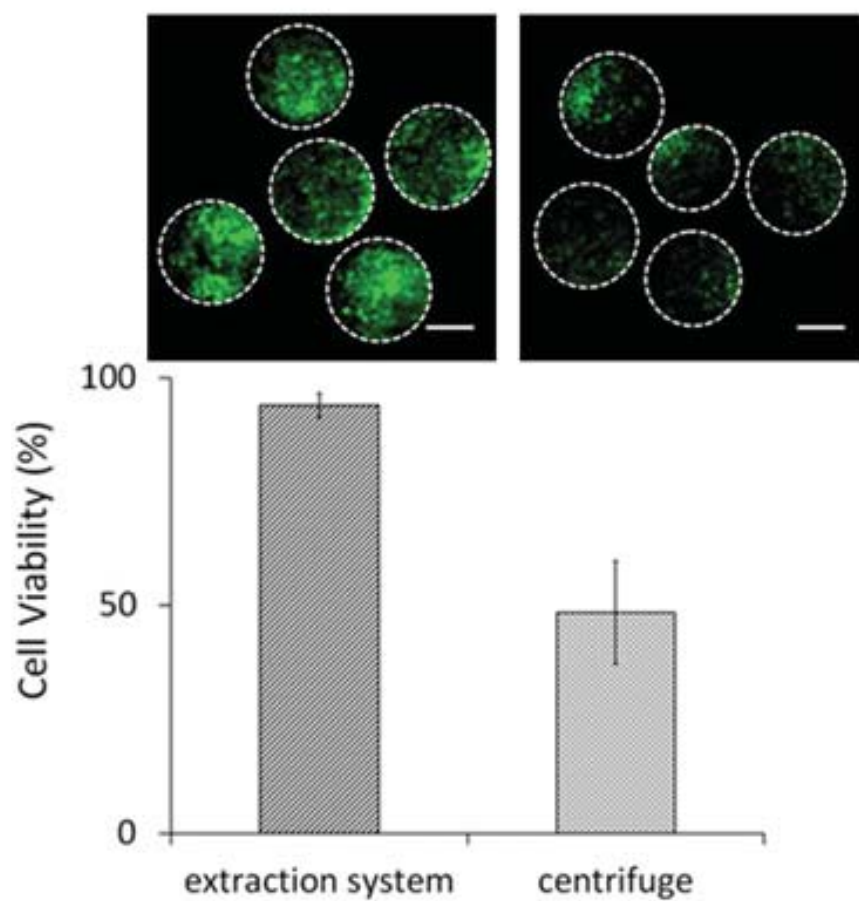 100
50
0
Cell Viability (%)
extraction system
centrifuge